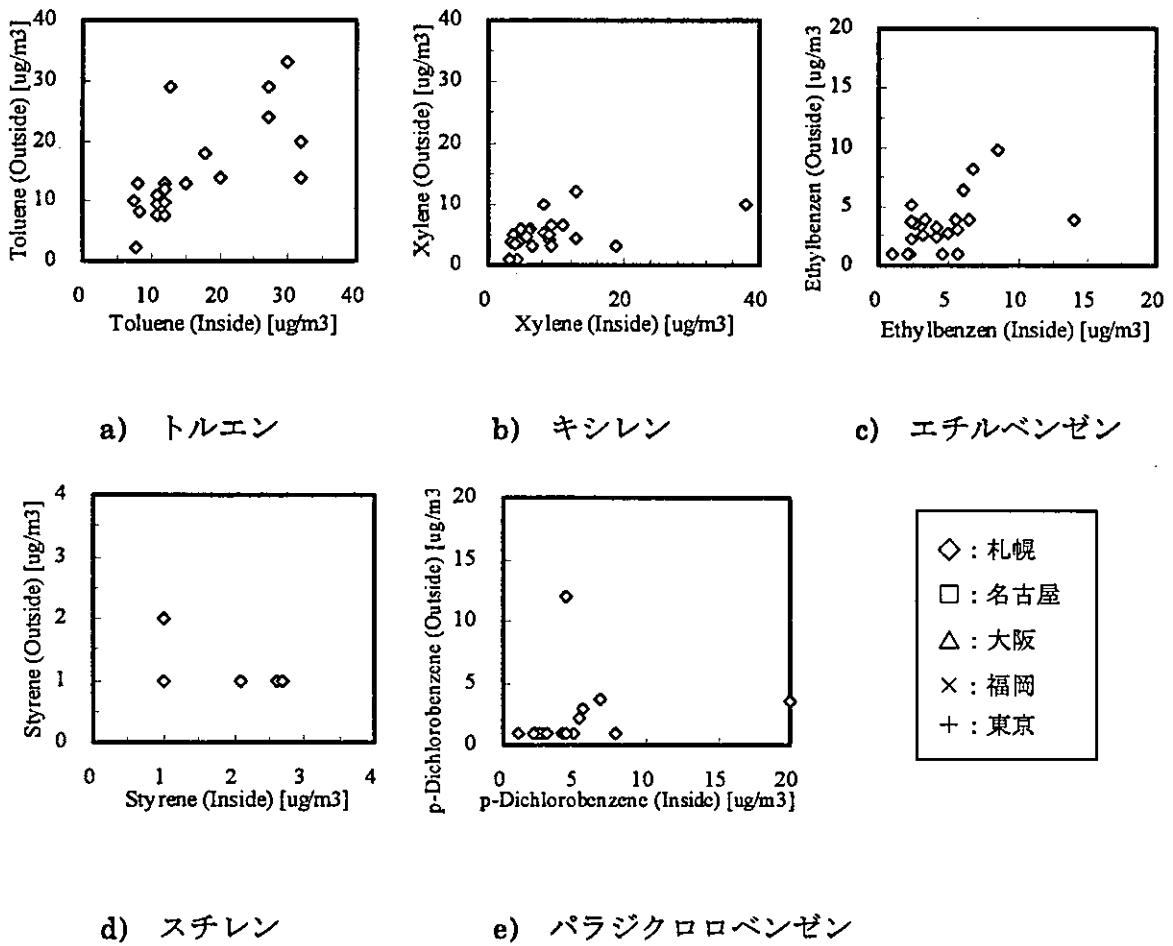 Toluene (Outside) [ug/m3]
40
30
20
10
0
0 10 20 30 40
Toluene (Inside) [ug/m3]
a) トルエン
Xylene (Outside) [ug/m3]
40
30
20
10
0
0 20 40
Xylene (Inside) [ug/m3]
b) キシレン
Ethylbenzen (Outside) [ug/m3
20
15
10
5
0
0 5 10 15 20
Ethylbenzen (Inside) [ug/m3]
c) エチルベンゼン
Styrene (Outside) [ug/m3]
4
3
2
1
0
0 1 2 3 4
Styrene (Inside) [ug/m3]
d) スチレン
p-Dichlorobenzene (Outside) [ug/m3
20
15
10
5
0
0 5 10 15 20
p-Dichlorobenzene (Inside) [ug/m3]
e) パラジクロロベンゼン
◇ : 札幌
□ : 名古屋
△ : 大阪
× : 福岡
+ : 東京